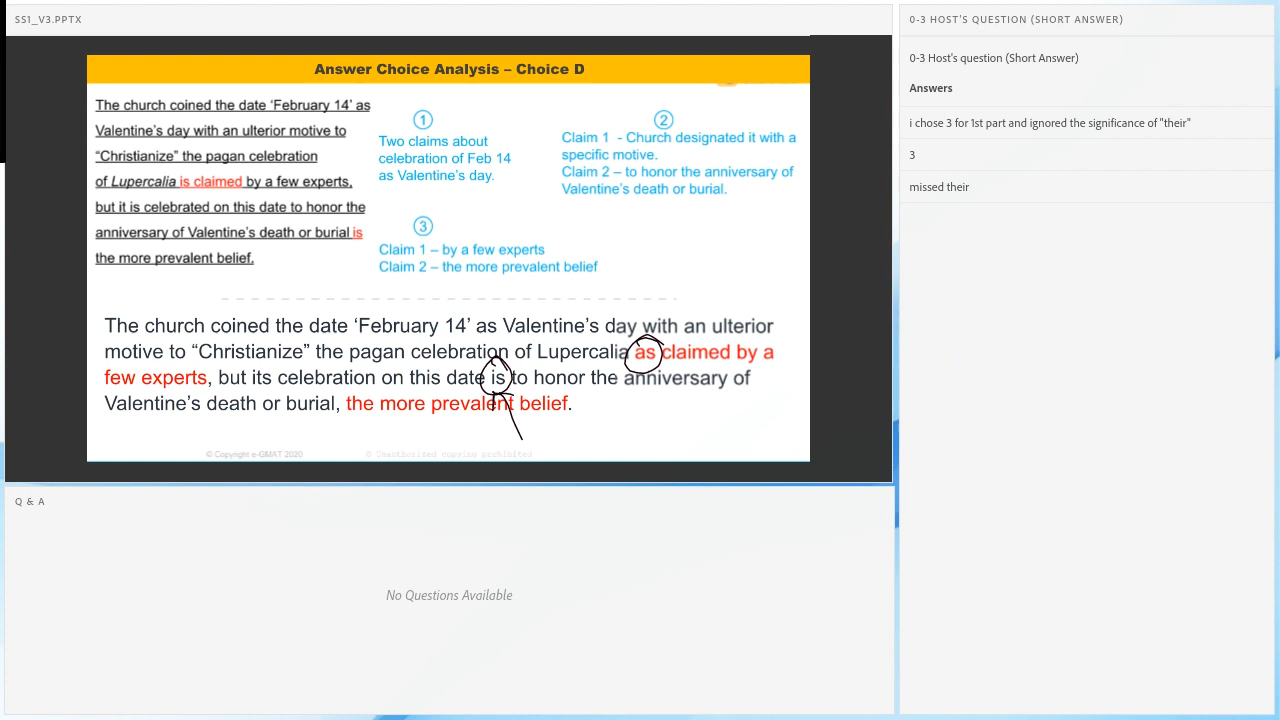 SS1_V3.PPTX
Answer Choice Analysis – Choice D
The church coined the date ‘February 14’ as
Valentine’s day with an ulterior motive to
“Christianize” the pagan celebration
of Lupercalia is claimed by a few experts,
but it is celebrated on this date to honor the
anniversary of Valentine’s death or burial is
the more prevalent belief.
1
Two claims about
celebration of Feb 14
as Valentine’s day.
2
Claim 1 - Church designated it with a
specific motive.
Claim 2 – to honor the anniversary of
Valentine’s death or burial.
3
Claim 1 – by a few experts
Claim 2 – the more prevalent belief
The church coined the date ‘February 14’ as Valentine’s day with an ulterior
motive to “Christianize” the pagan celebration of Lupercalia as claimed by a
few experts, but its celebration on this date is to honor the anniversary of
Valentine’s death or burial, the more prevalent belief.
© Copyright e-GMAT 2020
© Unauthorized copying prohibited
Q & A
No Questions Available
0-3 HOST'S QUESTION (SHORT ANSWER)
0-3 Host's question (Short Answer)
Answers
i chose 3 for 1st part and ignored the significance of "their"
3
missed their